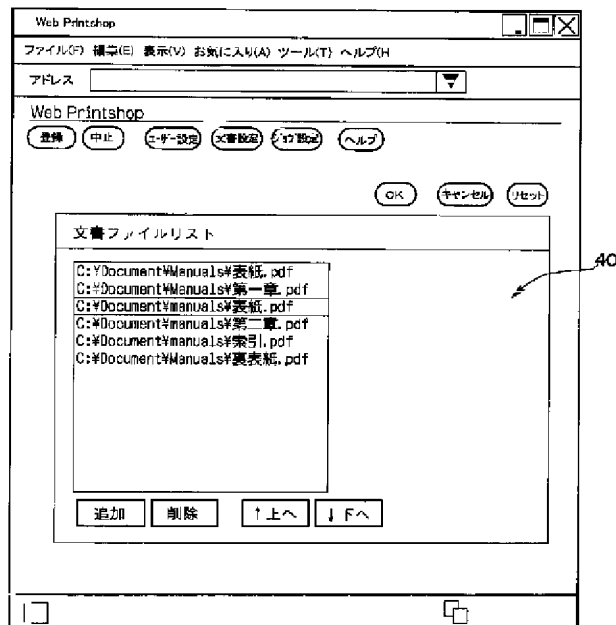 Web Printshop
ファイル(F) 編集(E) 表示(V) お気に入り(A) ツール(T) ヘルプ(H
アドレス
Web Printshop
登録 中止 ユーザー設定 文書設定 ジョブ設定 ヘルプ
OK キャンセル リセット
文書ファイルリスト
40
C:¥Document¥Manuals¥表紙.pdf
C:¥Document¥Manuals¥第一章.pdf
C:¥Document¥manuals¥表紙.pdf
C:¥Document¥Manuals¥第二章.pdf
C:¥Document¥manuals¥索引.pdf
C:¥Document¥Manuals¥裏表紙.pdf
追加 削除 ↑上へ ↓下へ